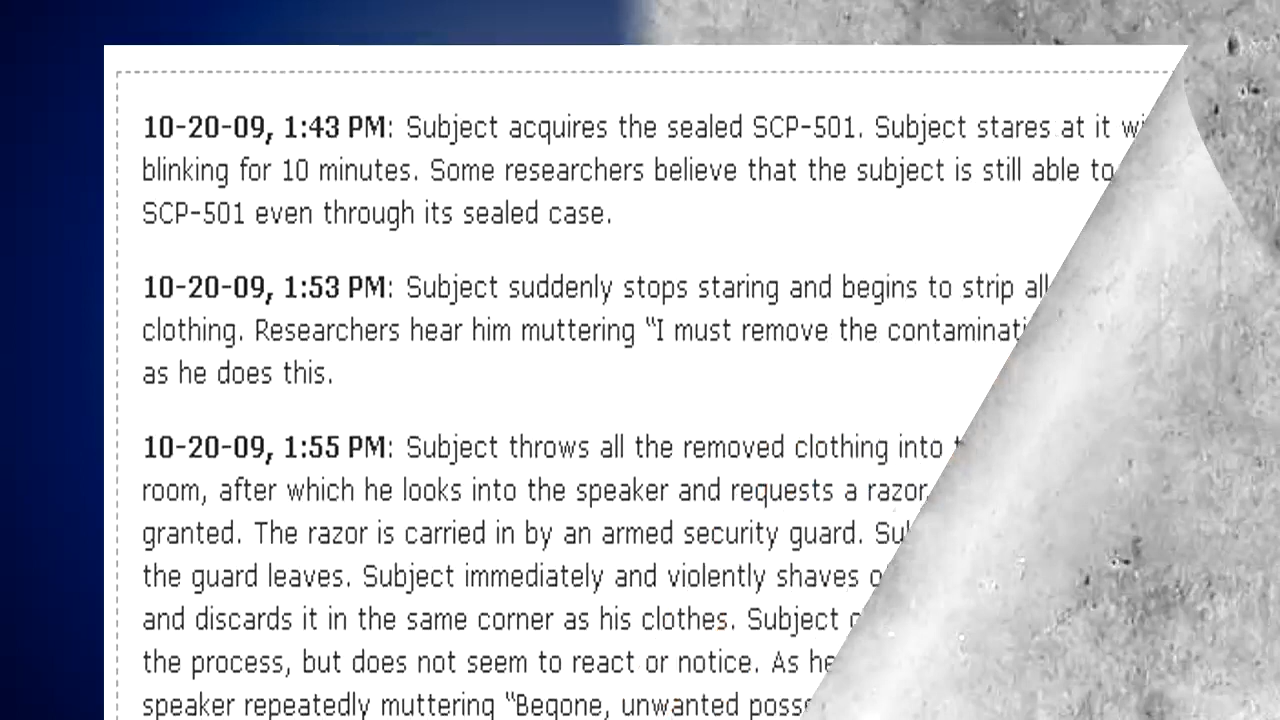 10-20-09, 1:43 PM: Subject acquires the sealed SCP-501. Subject stares at it
blinking for 10 minutes. Some researchers believe that the subject is still able to
SCP-501 even through its sealed case.
10-20-09, 1:53 PM: Subject suddenly stops staring and begins to strip all
clothing. Researchers hear him muttering "I must remove the
as he does this.
10-20-09, 1:55 PM: Subject throws all the removed clothing into
room, after which he looks into the speaker and requests a razor
granted. The razor is carried in by an armed security guard.
the guard leaves. Subject immediately and violently shaves
and discards it in the same corner as his clothes. Subject
the process, but does not seem to react or notice. As he
speaker repeatedly muttering "Begone, unwanted